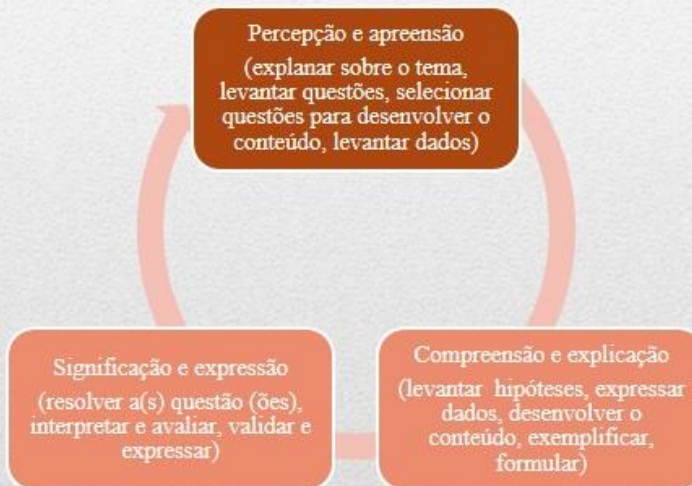 Percepção e apreensão
(explanar sobre o tema,
levantar questões, selecionar
questões para desenvolver o
conteúdo, levantar dados)
Compreensão e explicação
(levantar hipóteses, expressar
dados, desenvolver o
conteúdo, exemplificar,
formular)
Significação e expressão
(resolver a(s) questão (ões),
interpretar e avaliar, validar e
expressar)